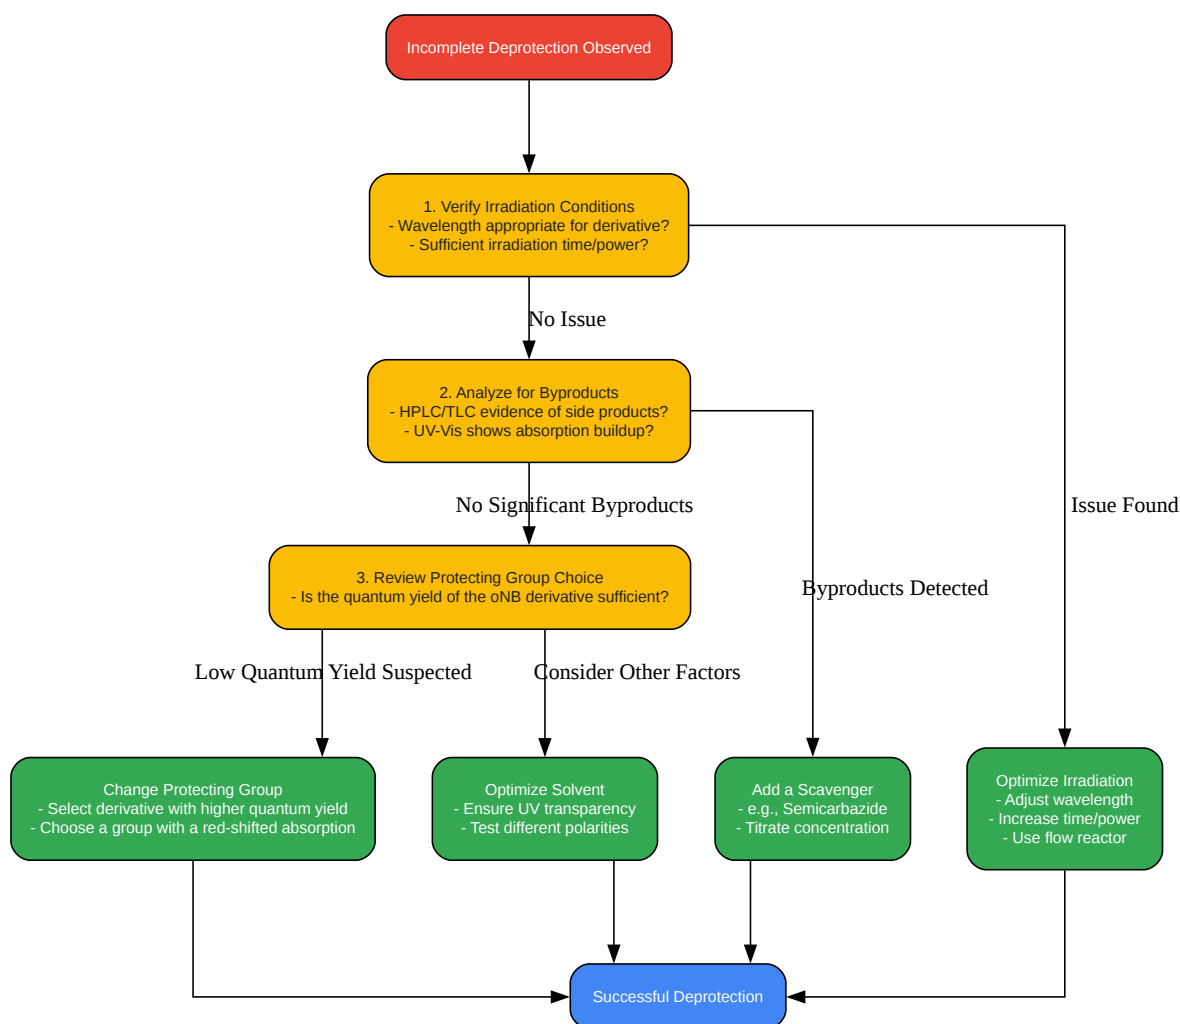 Incomplete Deprotection Observed
1. Verify Irradiation Conditions
- Wavelength appropriate for derivative?
- Sufficient irradiation time/power?
No Issue
2. Analyze for Byproducts
- HPLC/TLC evidence of side products?
- UV-Vis shows absorption buildup?
No Significant Byproducts
Issue Found
3. Review Protecting Group Choice
- Is the quantum yield of the oNB derivative sufficient?
Byproducts Detected
Low Quantum Yield Suspected
Consider Other Factors
Change Protecting Group
- Select derivative with higher quantum yield
- Choose a group with a red-shifted absorption
Optimize Solvent
- Ensure UV transparency
- Test different polarities
Add a Scavenger
- e.g., Semicarbazide
- Titrate concentration
Optimize Irradiation
- Adjust wavelength
- Increase time/power
- Use flow reactor
Successful Deprotection